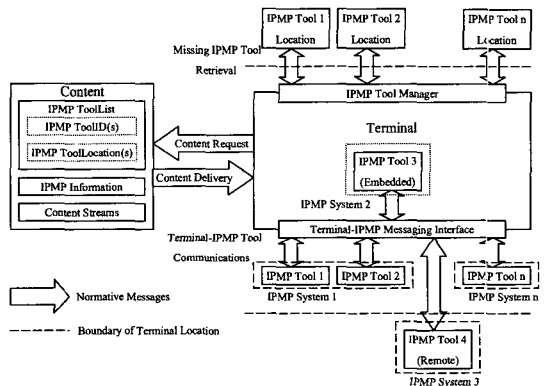 IPMP Tool 1
Location
IPMP Tool 2
Location
IPMP Tool n
Location
Missing IPMP Tool
Retrieval
IPMP Tool Manager
Content
IPMP ToolList
IPMP ToolID(s)
IPMP ToolLocation(s)
IPMP Information
Content Streams
Content Request
Content Delivery
Terminal
IPMP Tool 3
(Embedded)
IPMP System 2
Terminal-IPMP Messaging Interface
Terminal-IPMP Tool
Communications
IPMP Tool 1
IPMP Tool 2
IPMP Tool n
IPMP System 1
IPMP System n
Normative Messages
Boundary of Terminal Location
IPMP Tool 4
(Remote)
IPMP System 3